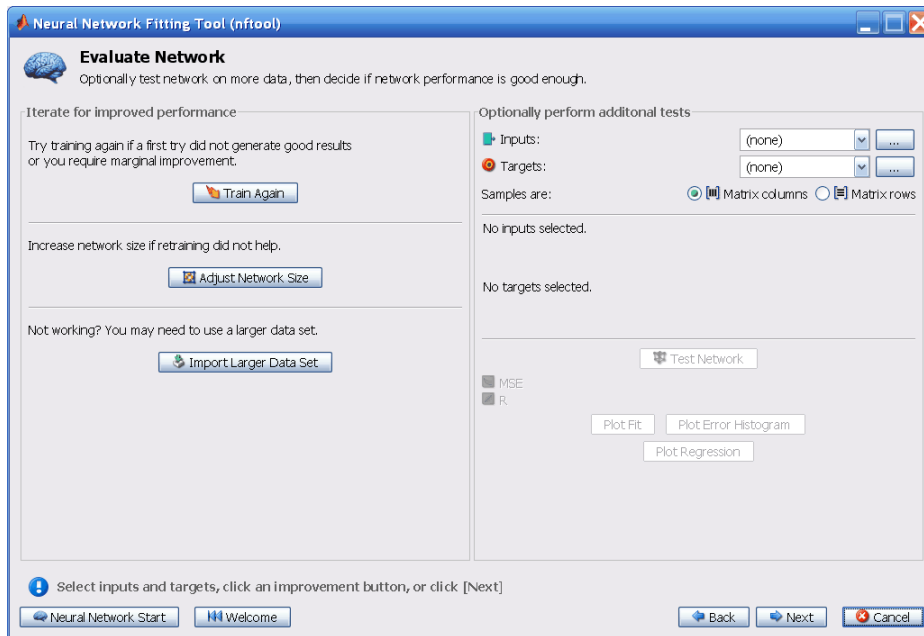 Neural Network Fitting Tool (nftool)
Evaluate Network
Optionally test network on more data, then decide if network performance is good enough.
Iterate for improved performance
Try training again if a first try did not generate good results
or you require marginal improvement.
Train Again
Increase network size if retraining did not help.
Adjust Network Size
Not working? You may need to use a larger data set.
Import Larger Data Set
Optionally perform additonal tests
Inputs: (none) ...
Targets: (none) ...
Samples are: Matrix columns Matrix rows
No inputs selected.
No targets selected.
Test Network
MSE
R
Plot Fit Plot Error Histogram
Plot Regression
Select inputs and targets, click an improvement button, or click [Next]
Neural Network Start Welcome Back Next Cancel